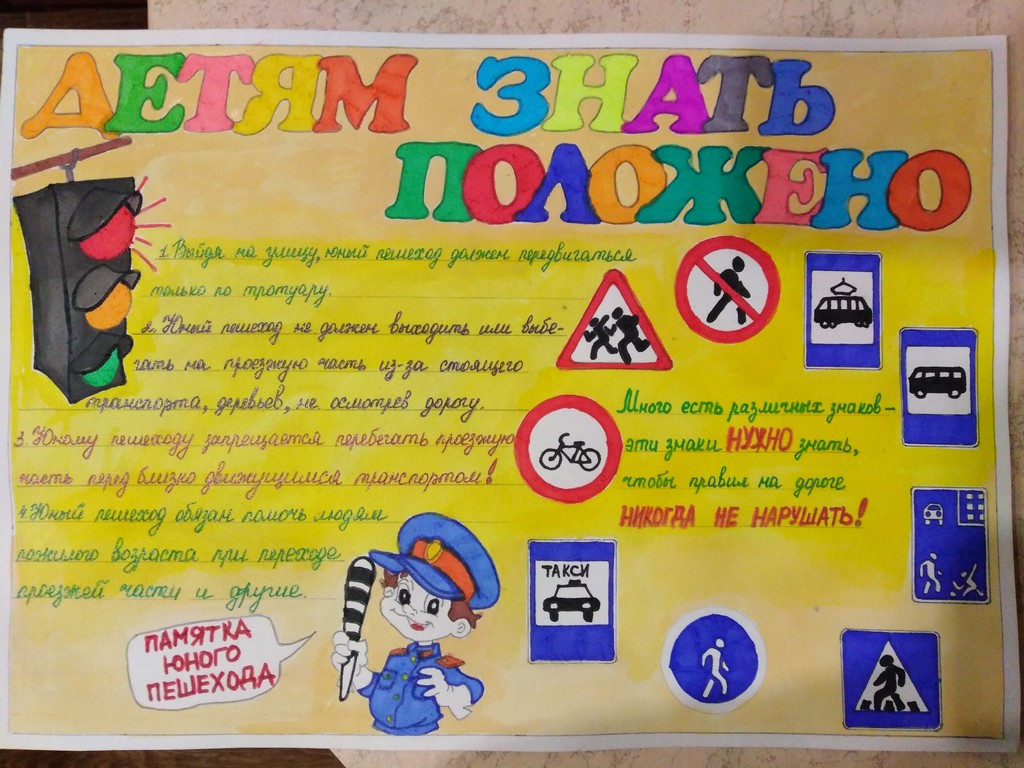 ДЕТЯМ ЗНАТЬ
ПОЛОЖЕНО
1. Выйдя на улицу, юный пешеход должен передвигаться
только по тротуару.
2. Юный пешеход не должен выходить или выбе-
гать на проезжую часть из-за стоящего
транспорта, деревьев, не осмотрев дорогу.
3. Юному пешеходу запрещается перебегать проезжую
часть перед близко движущимся транспортом!
4. Юный пешеход обязан помочь людям
пожилого возраста при переходе
проезжей части и другие.
Много есть различных знаков –
эти знаки НУЖНО знать,
чтобы правил на дороге
НИКОГДА НЕ НАРУШАТЬ!
ТАКСИ
ПАМЯТКА
ЮНОГО
ПЕШЕХОДА